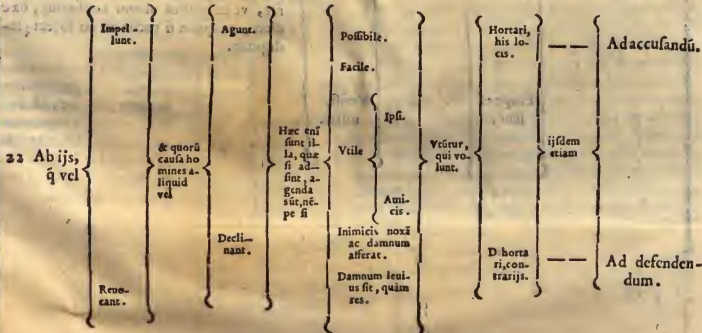 22 Ab ijs,
q́ vel
Impel-
lunt.
Reuo-
cant.
& quorũ
causa ho
mines a-
liquid
vel
Agunt.
Decli-
nant.
Hæc enĩ
sunt il-
la, quæ
si ad-
sint, a-
genda
sũt, nẽ-
pe si
Poſſibile.
Facile.
Vtile
Ipſi.
Ami-
cis.
Inimicis noxã
ac damnum
afferat.
Damnum leui-
us ſit, quàm
res.
Vtũtur,
qui vo-
lunt.
Hortari,
his lo-
cis.
D horta
ri, con-
trarijs.
ijſdem
etiam
Ad accuſandũ.
Ad defenden-
dum.